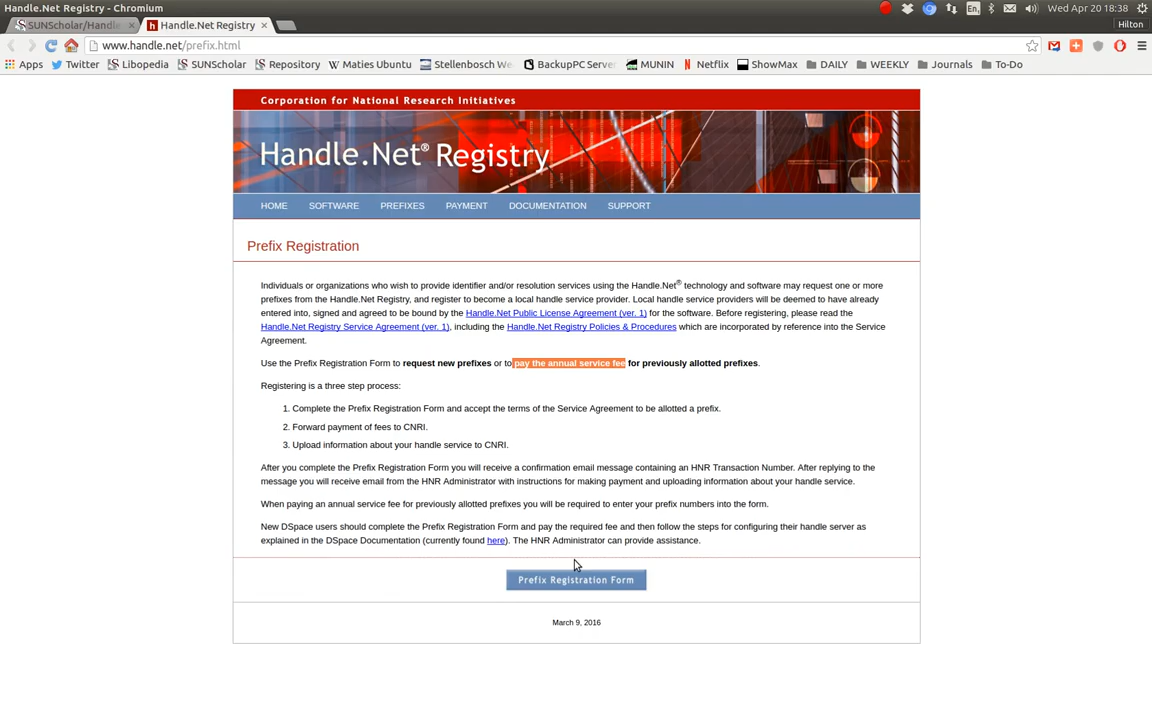 Handle.Net Registry - Chromium
En
Wed Apr 20 18:38
SUNScholar/Handle
Handle.Net Registry
Hilton
www.handle.net/prefix.html
Apps Twitter Libopedia SUNScholar Repository Maties Ubuntu Stellenbosch We BackupPC Serve MUNIN Netflix ShowMax DAILY WEEKLY Journals To-Do
Corporation for National Research Initiatives
Handle.Net® Registry
HOME SOFTWARE PREFIXES PAYMENT DOCUMENTATION SUPPORT
Prefix Registration
Individuals or organizations who wish to provide identifier and/or resolution services using the Handle.Net® technology and software may request one or more
prefixes from the Handle.Net Registry, and register to become a local handle service provider. Local handle service providers will be deemed to have already
entered into, signed and agreed to be bound by the Handle.Net Public License Agreement (ver. 1) for the software. Before registering, please read the
Handle.Net Registry Service Agreement (ver. 1), including the Handle.Net Registry Policies & Procedures which are incorporated by reference into the Service
Agreement.
Use the Prefix Registration Form to request new prefixes or to pay the annual service fee for previously allotted prefixes.
Registering is a three step process:
1. Complete the Prefix Registration Form and accept the terms of the Service Agreement to be allotted a prefix.
2. Forward payment of fees to CNRI.
3. Upload information about your handle service to CNRI.
After you complete the Prefix Registration Form you will receive a confirmation email message containing an HNR Transaction Number. After replying to the
message you will receive email from the HNR Administrator with instructions for making payment and uploading information about your handle service.
When paying an annual service fee for previously allotted prefixes you will be required to enter your prefix numbers into the form.
New DSpace users should complete the Prefix Registration Form and pay the required fee and then follow the steps for configuring their handle server as
explained in the DSpace Documentation (currently found here). The HNR Administrator can provide assistance.
Prefix Registration Form
March 9, 2016